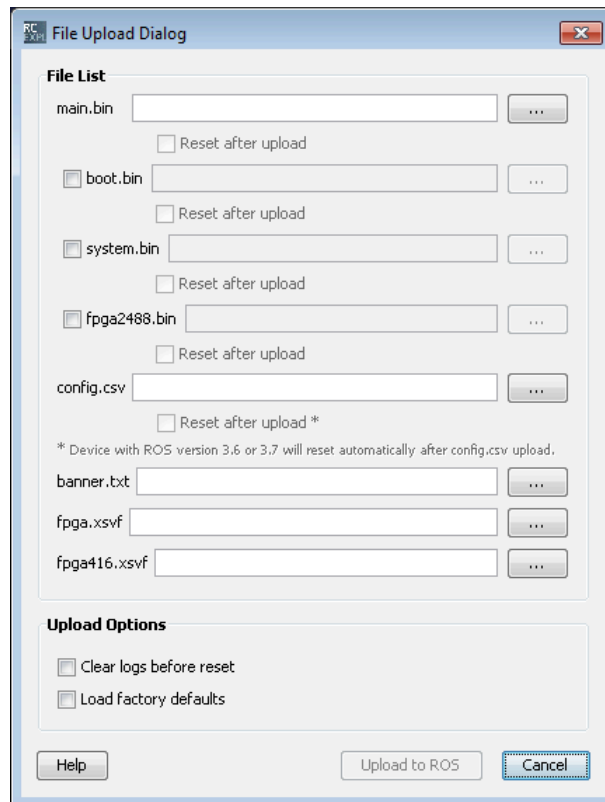 RC
EXPL
File Upload Dialog
File List
main.bin
...
Reset after upload
boot.bin
...
Reset after upload
system.bin
...
Reset after upload
fpga2488.bin
...
Reset after upload
config.csv
...
Reset after upload *
* Device with ROS version 3.6 or 3.7 will reset automatically after config.csv upload.
banner.txt
...
fpga.xsvf
...
fpga416.xsvf
...
Upload Options
Clear logs before reset
Load factory defaults
Help
Upload to ROS
Cancel